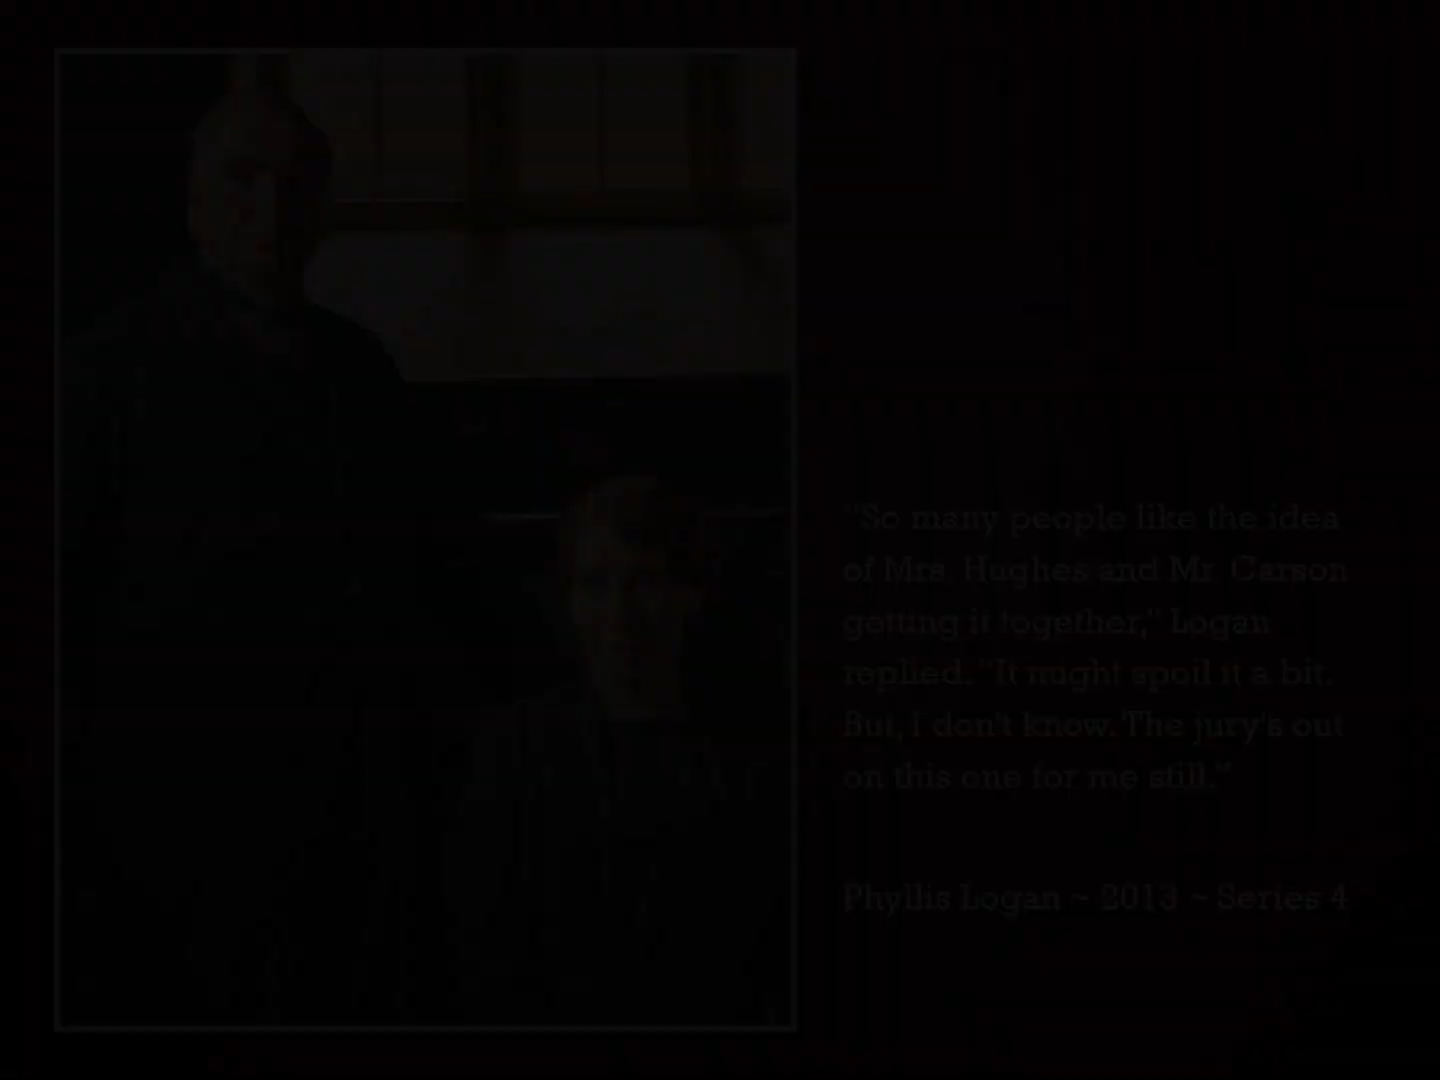 "So many people like the idea
of Mrs. Hughes and Mr. Carson
getting it together," Logan
replied. "It might spoil it a bit.
But, I don't know. The jury's out
on this one for me still."
Phyllis Logan ~ 2013 ~ Series 4